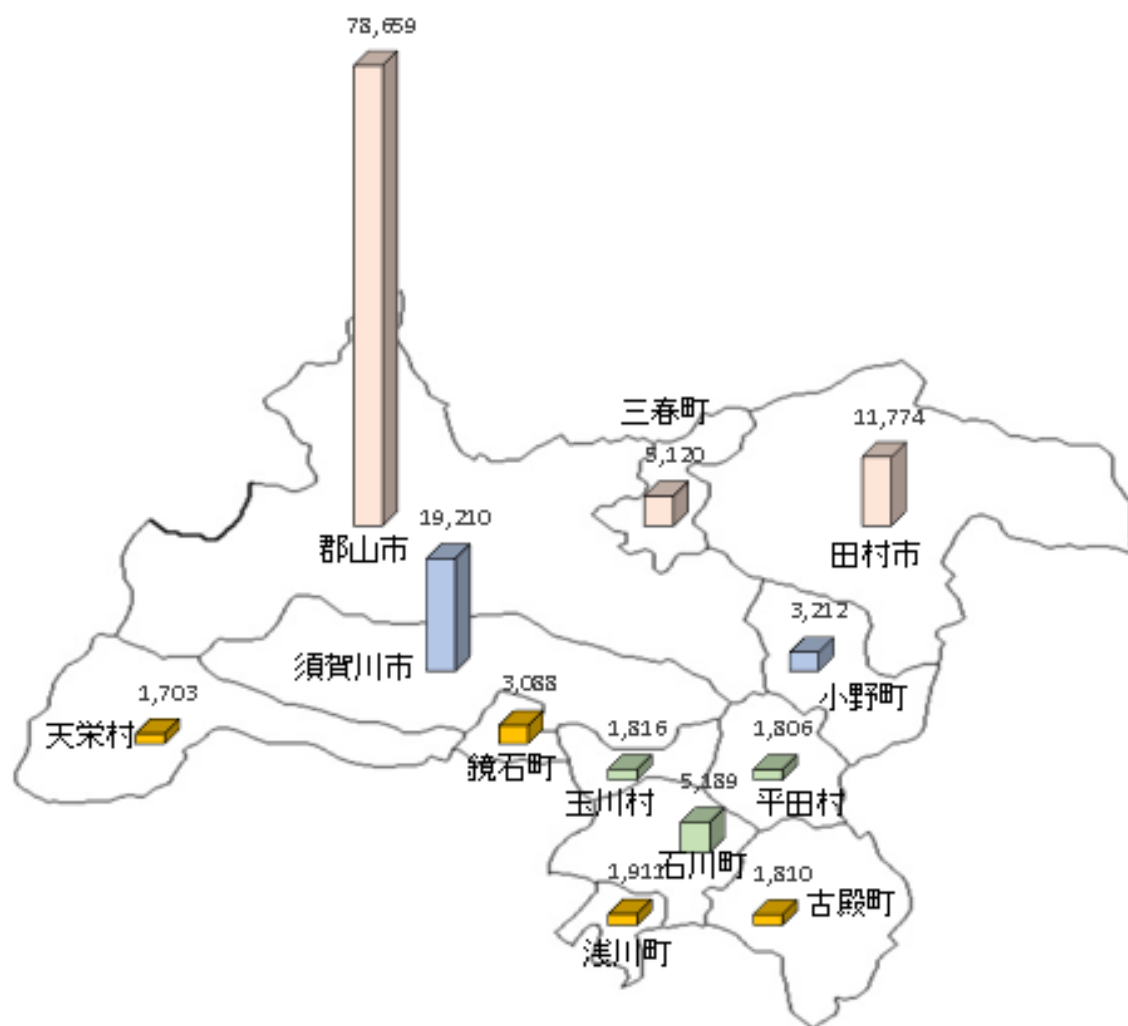 78,659
三春町
11,774
5,120
19,210
郡山市
田村市
3,212
須賀川市
小野町
1,703
3,088
天栄村
1,816
1,806
鏡石町
5,189
玉川村
平田村
石川町
1,911
1,810
古殿町
浅川町